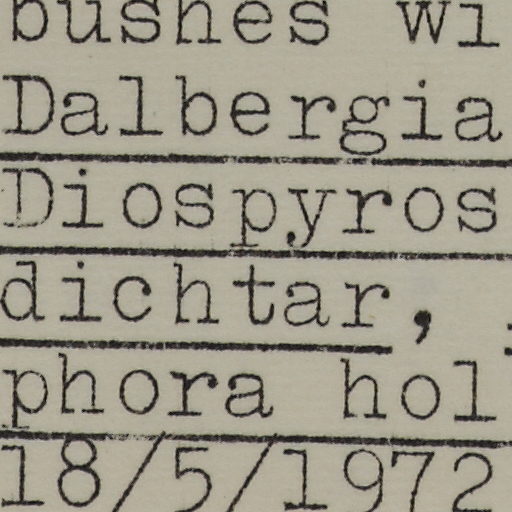 bushes wi
Dalbergia
Diospyros
dichtar,
phora hol
18/5/1972